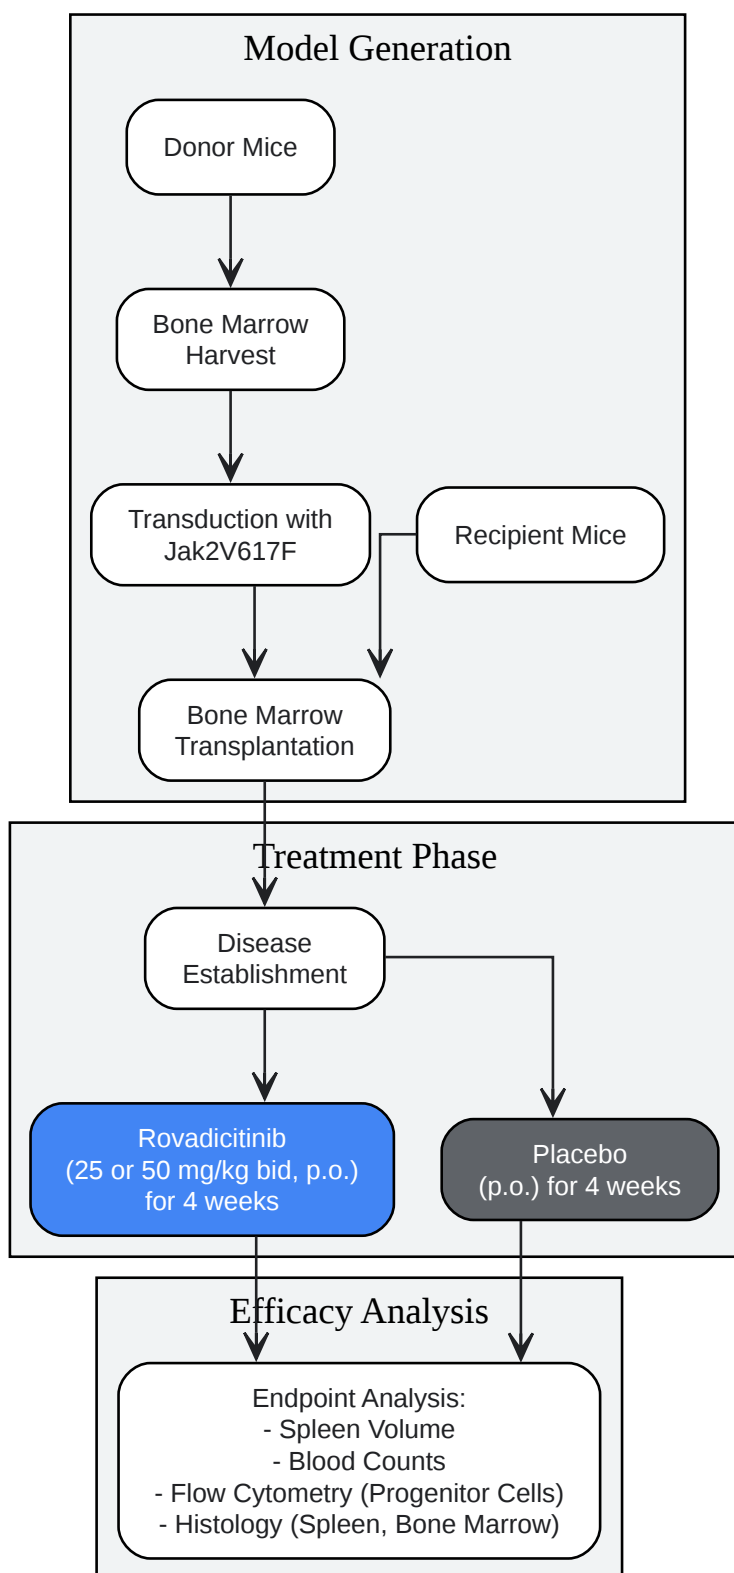 Model Generation
Donor Mice
Bone Marrow
Harvest
Transduction with
Jak2V617F
Recipient Mice
Bone Marrow
Transplantation
Treatment Phase
Disease
Establishment
Rovadicitinib
(25 or 50 mg/kg bid, p.o.)
for 4 weeks
Placebo
(p.o.) for 4 weeks
Efficacy Analysis
Endpoint Analysis:
- Spleen Volume
- Blood Counts
- Flow Cytometry (Progenitor Cells)
- Histology (Spleen, Bone Marrow)